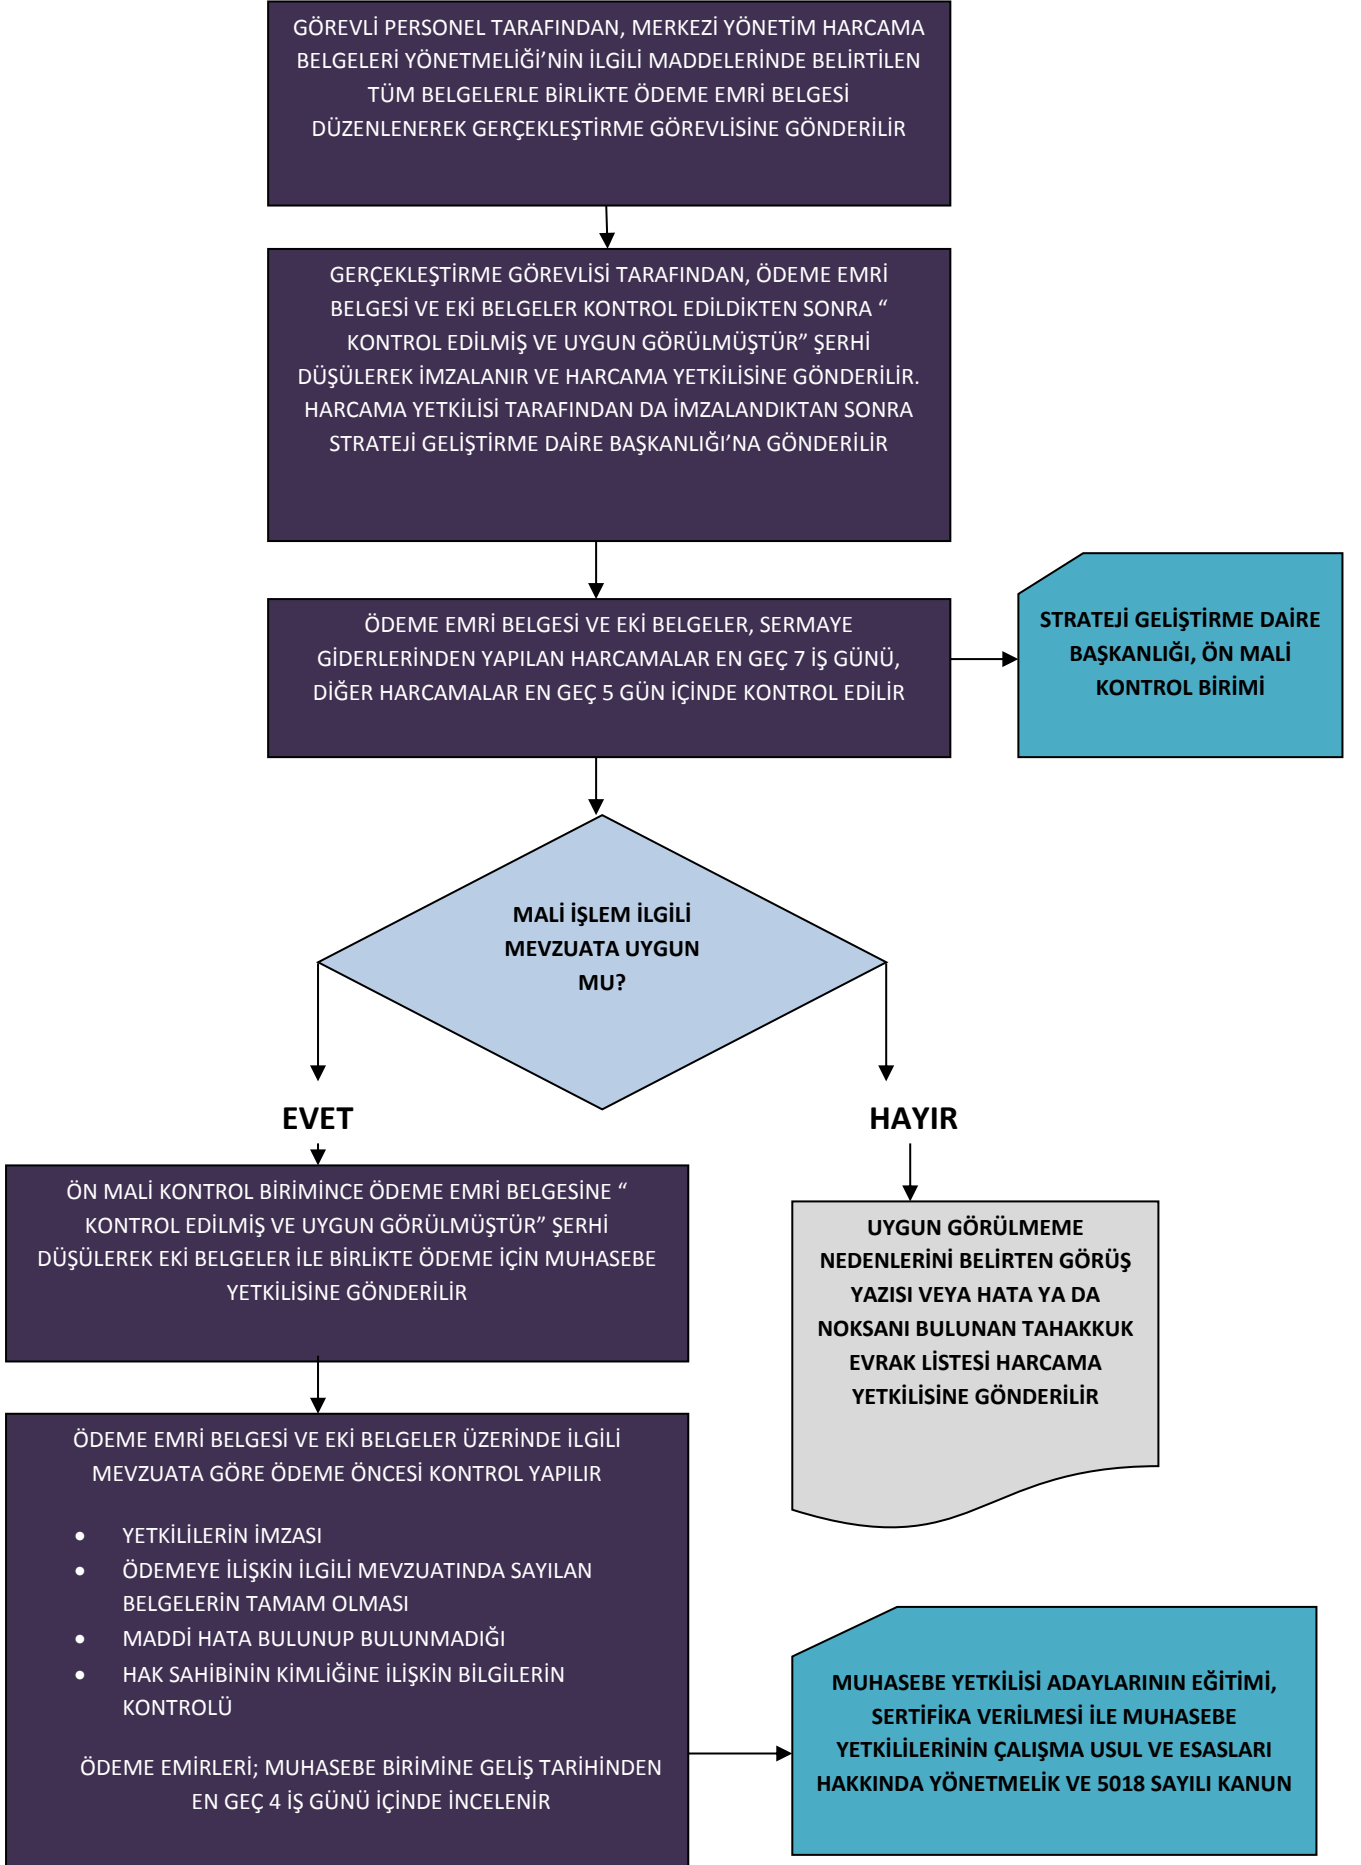 GÖREVLİ PERSONEL TARAFINDAN, MERKEZİ YÖNETİM HARCAMA
BELGELERİ YÖNETMELİĞİ’NİN İLGİLİ MADDELERİNDE BELİRTİLEN
TÜM BELGELERLE BİRLİKTE ÖDEME EMRİ BELGESİ
DÜZENLENEREK GERÇEKLEŞTİRME GÖREVLİSİNE GÖNDERİLİR
GERÇEKLEŞTİRME GÖREVLİSİ TARAFINDAN, ÖDEME EMRİ
BELGESİ VE EKİ BELGELER KONTROL EDİLDİKTEN SONRA “
KONTROL EDİLMİŞ VE UYGUN GÖRÜLMÜŞTÜR” ŞERHİ
DÜŞÜLEREK İMZALANIR VE HARCAMA YETKİLİSİNE GÖNDERİLİR.
HARCAMA YETKİLİSİ TARAFINDAN DA İMZALANDIKTAN SONRA
STRATEJİ GELİŞTİRME DAİRE BAŞKANLIĞI’NA GÖNDERİLİR
ÖDEME EMRİ BELGESİ VE EKİ BELGELER, SERMAYE
GİDERLERİNDEN YAPILAN HARCAMALAR EN GEÇ 7 İŞ GÜNÜ,
DİĞER HARCAMALAR EN GEÇ 5 GÜN İÇİNDE KONTROL EDİLİR
STRATEJİ GELİŞTİRME DAİRE
BAŞKANLIĞI, ÖN MALİ
KONTROL BİRİMİ
MALİ İŞLEM İLGİLİ
MEVZUATA UYGUN
MU?
EVET
HAYIR
ÖN MALİ KONTROL BİRİMİNCE ÖDEME EMRİ BELGESİNE “
KONTROL EDİLMİŞ VE UYGUN GÖRÜLMÜŞTÜR” ŞERHİ
DÜŞÜLEREK EKİ BELGELER İLE BİRLİKTE ÖDEME İÇİN MUHASEBE
YETKİLİSİNE GÖNDERİLİR
UYGUN GÖRÜLMEME
NEDENLERİNİ BELİRTEN GÖRÜŞ
YAZISI VEYA HATA YA DA
NOKSANI BULUNAN TAHAKKUK
EVRAK LİSTESİ HARCAMA
YETKİLİSİNE GÖNDERİLİR
ÖDEME EMRİ BELGESİ VE EKİ BELGELER ÜZERİNDE İLGİLİ
MEVZUATA GÖRE ÖDEME ÖNCESİ KONTROL YAPILIR
• YETKİLİLERİN İMZASI
• ÖDEMEYE İLİŞKİN İLGİLİ MEVZUATINDA SAYILAN
BELGELERİN TAMAM OLMASI
• MADDİ HATA BULUNUP BULUNMADIĞI
• HAK SAHİBİNİN KİMLİĞİNE İLİŞKİN BİLGİLERİN
KONTROLÜ
ÖDEME EMİRLERİ; MUHASEBE BİRİMİNE GELİŞ TARİHİNDEN
EN GEÇ 4 İŞ GÜNÜ İÇİNDE İNCELENİR
MUHASEBE YETKİLİSİ ADAYLARININ EĞİTİMİ,
SERTİFİKA VERİLMESİ İLE MUHASEBE
YETKİLİLERİNİN ÇALIŞMA USUL VE ESASLARI
HAKKINDA YÖNETMELİK VE 5018 SAYILI KANUN